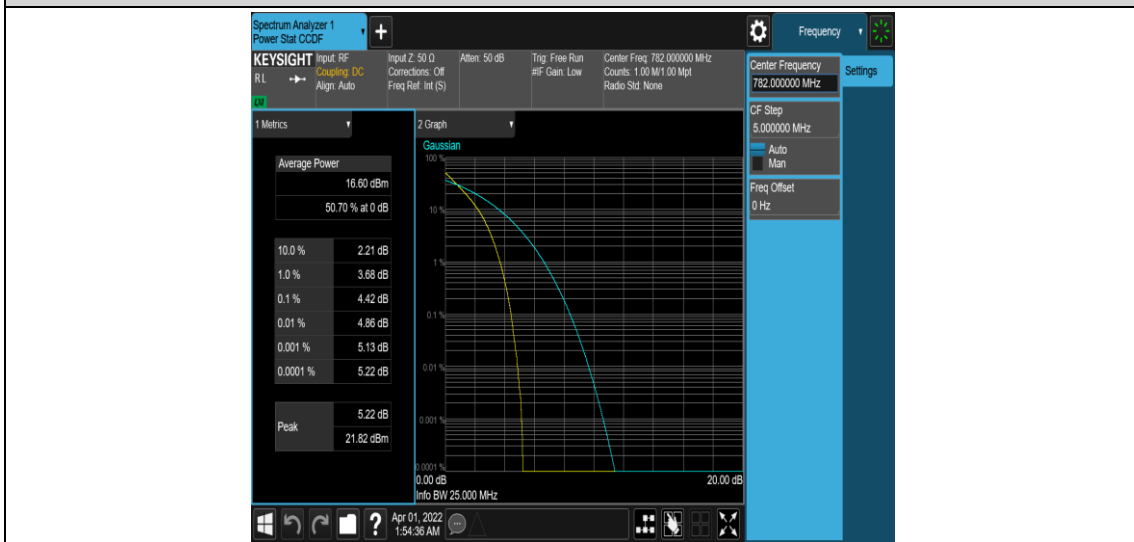 Spectrum Analyzer 1
Power Stat CCDF
+
Frequency
KEYSIGHT
RL
LXI
Input: RF
Coupling: DC
Align: Auto
Input Z: 50 Ω
Corrections: Off
Freq Ref: Int (S)
Atten: 50 dB
Trig: Free Run
#IF Gain: Low
Center Freq: 782.000000 MHz
Counts: 1.00 M/1.00 Mpt
Radio Std: None
Center Frequency
782.000000 MHz
Settings
CF Step
5.000000 MHz
Auto
Man
Freq Offset
0 Hz
1 Metrics
Average Power
16.60 dBm
50.70 % at 0 dB
10.0 % 2.21 dB
1.0 % 3.68 dB
0.1 % 4.42 dB
0.01 % 4.86 dB
0.001 % 5.13 dB
0.0001 % 5.22 dB
Peak
5.22 dB
21.82 dBm
2 Graph
Gaussian
100 %
10 %
1 %
0.1 %
0.01 %
0.001 %
0.0001 %
0.00 dB 20.00 dB
Info BW 25.000 MHz
?
Apr 01, 2022
1:54:36 AM